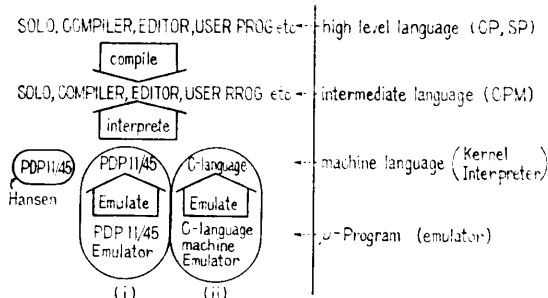 SOLO, COMPILER, EDITOR, USER PROG etc high level language (CP, SP)
compile
SOLO, COMPILER, EDITOR, USER RROG etc intermediate language (CPM)
interprete
PDP11/45 PDP11/45 C-language machine language (Kernel Interpreter)
Hansen
Emulate Emulate
PDP11/45 Emulator C-language machine Emulator μ-Program (emulator)
(i) (ii)